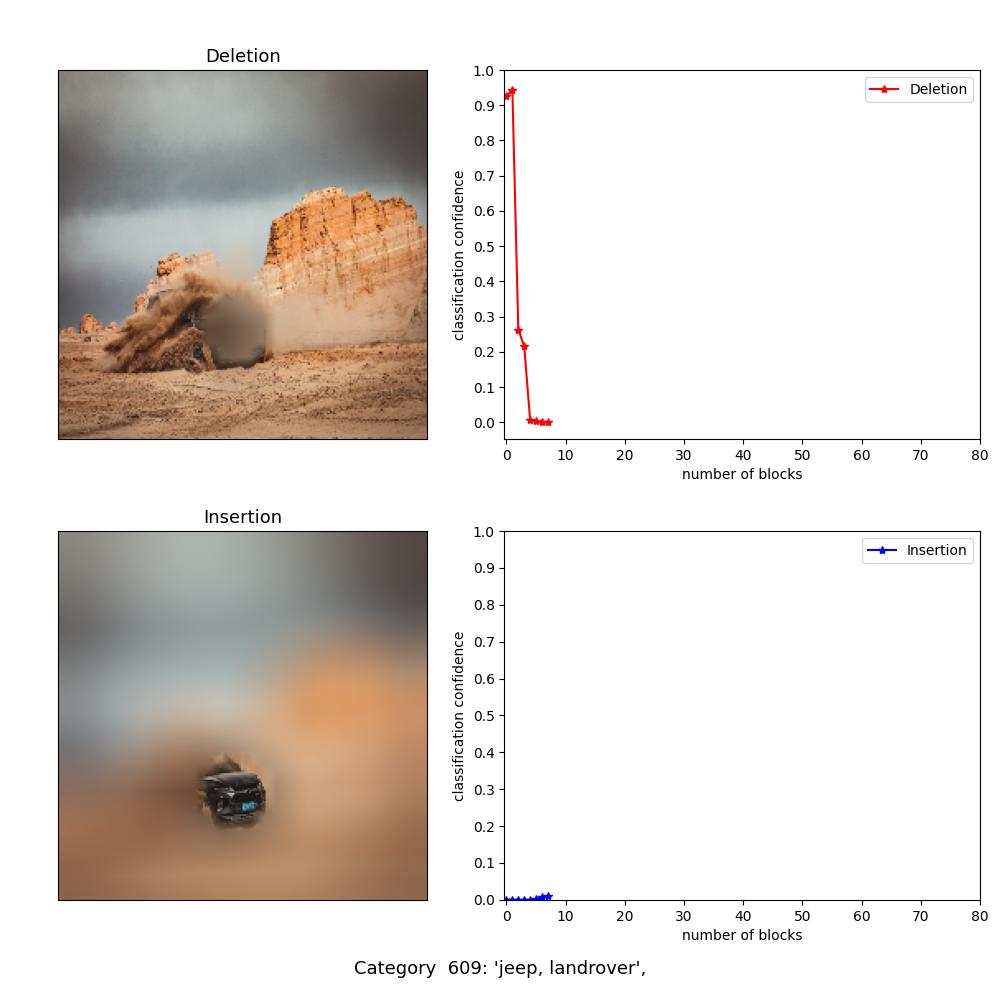 Deletion
1.0
0.9
0.8
0.7
0.6
0.5
0.4
0.3
0.2
0.1
0.0
classification confidence
0 10 20 30 40 50 60 70 80
number of blocks
Deletion
Insertion
1.0
0.9
0.8
0.7
0.6
0.5
0.4
0.3
0.2
0.1
0.0
classification confidence
0 10 20 30 40 50 60 70 80
number of blocks
Insertion
Category  609: 'jeep, landrover',